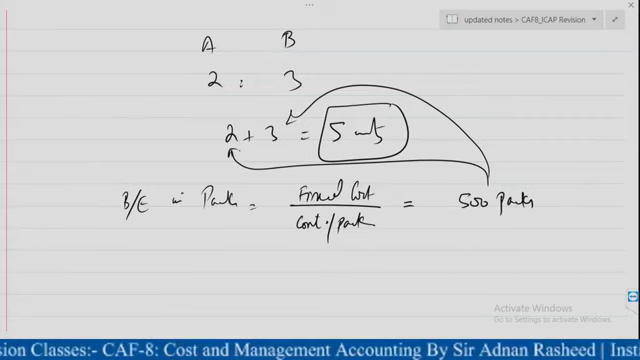 updated notes > CAF8_ICAP Revision
A B
2 : 3
2 + 3 = 5 units
B/E in Packs = Fixed Cost = 500 Packs
Cont./pack
Activate Windows
Go to Settings to activate Windows.
sion Classes:- CAF-8: Cost and Management Accounting By Sir Adnan Rasheed | Inst